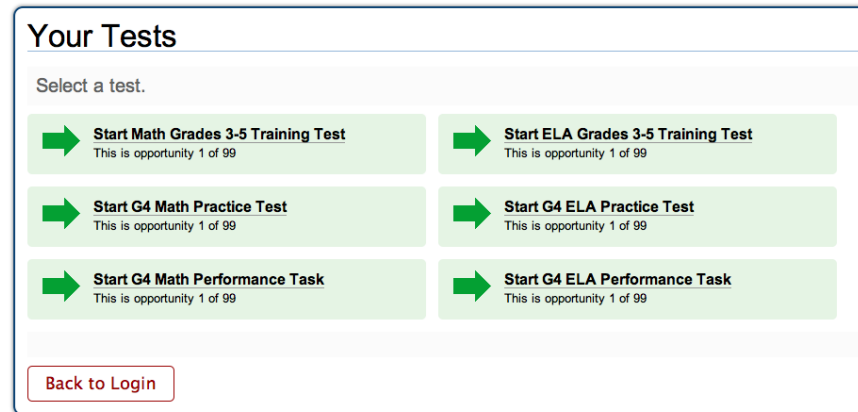 Your Tests
Select a test.
Start Math Grades 3-5 Training Test
This is opportunity 1 of 99
Start ELA Grades 3-5 Training Test
This is opportunity 1 of 99
Start G4 Math Practice Test
This is opportunity 1 of 99
Start G4 ELA Practice Test
This is opportunity 1 of 99
Start G4 Math Performance Task
This is opportunity 1 of 99
Start G4 ELA Performance Task
This is opportunity 1 of 99
Back to Login